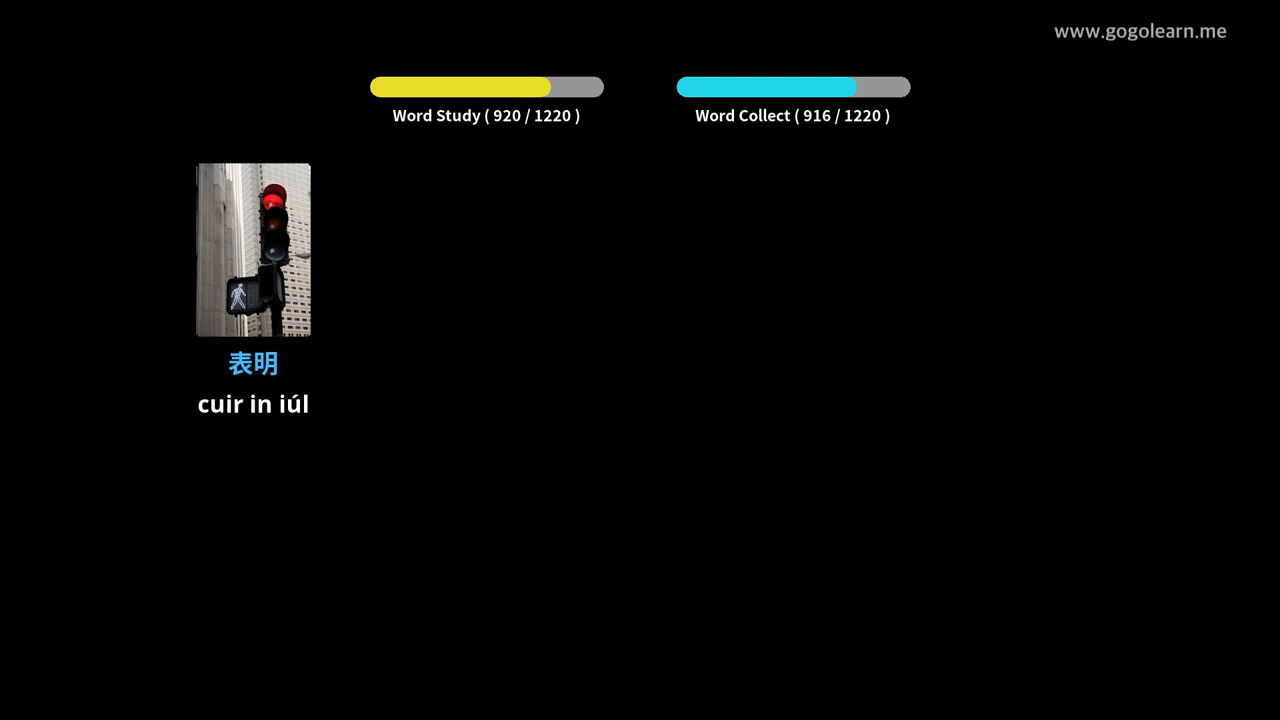 www.gogolearn.me
Word Study ( 920 / 1220 )
Word Collect ( 916 / 1220 )
表明
cuir in iúl